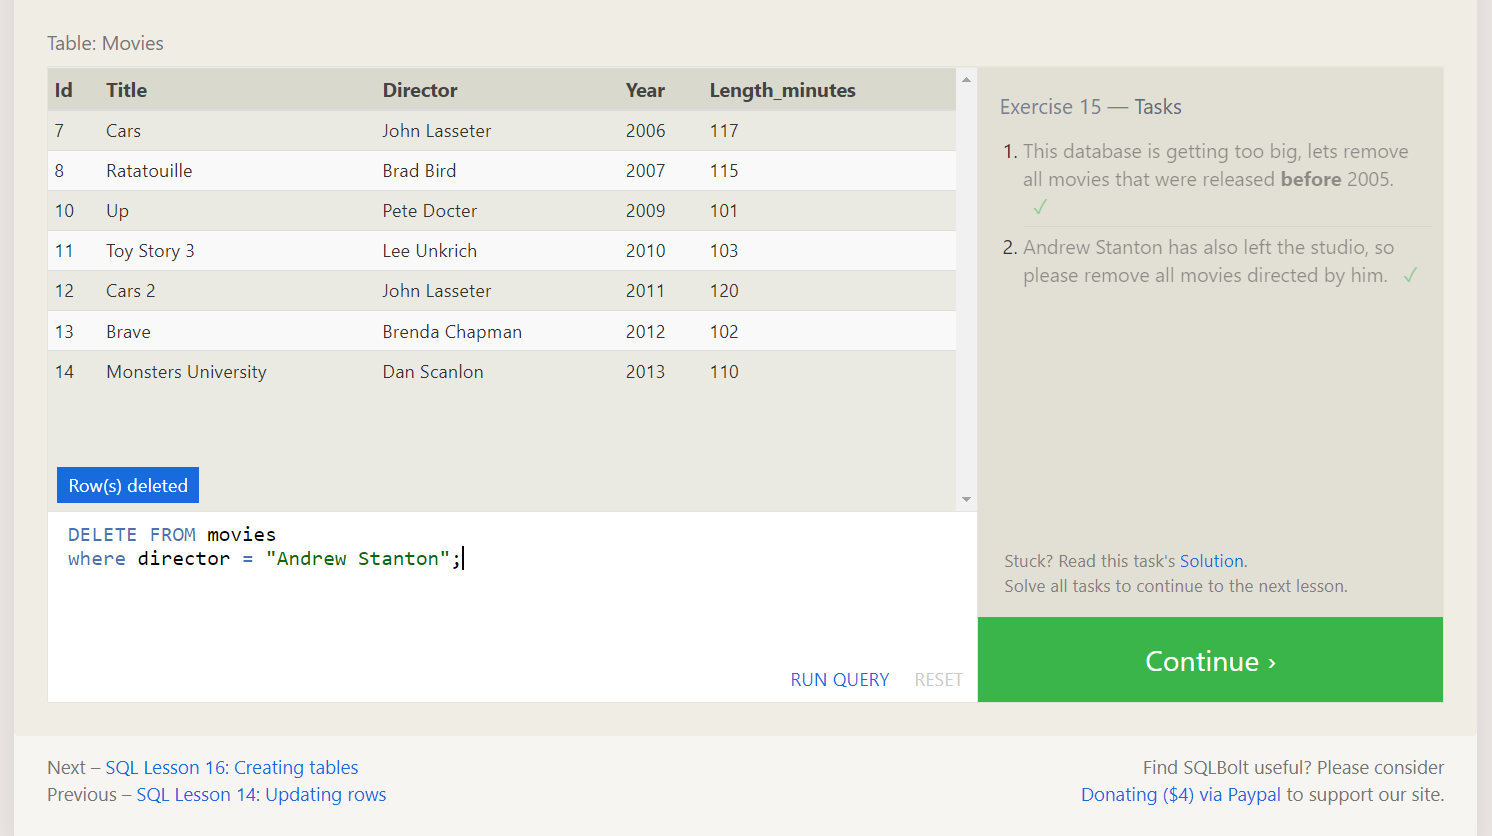 Table: Movies
Id Title Director Year Length_minutes
7 Cars John Lasseter 2006 117
8 Ratatouille Brad Bird 2007 115
10 Up Pete Docter 2009 101
11 Toy Story 3 Lee Unkrich 2010 103
12 Cars 2 John Lasseter 2011 120
13 Brave Brenda Chapman 2012 102
14 Monsters University Dan Scanlon 2013 110
Row(s) deleted
DELETE FROM movies
where director = "Andrew Stanton";
RUN QUERY RESET
Exercise 15 — Tasks
1. This database is getting too big, lets remove
all movies that were released before 2005.
✓
2. Andrew Stanton has also left the studio, so
please remove all movies directed by him. ✓
Stuck? Read this task's Solution.
Solve all tasks to continue to the next lesson.
Continue ›
Next – SQL Lesson 16: Creating tables
Previous – SQL Lesson 14: Updating rows
Find SQLBolt useful? Please consider
Donating ($4) via Paypal to support our site.